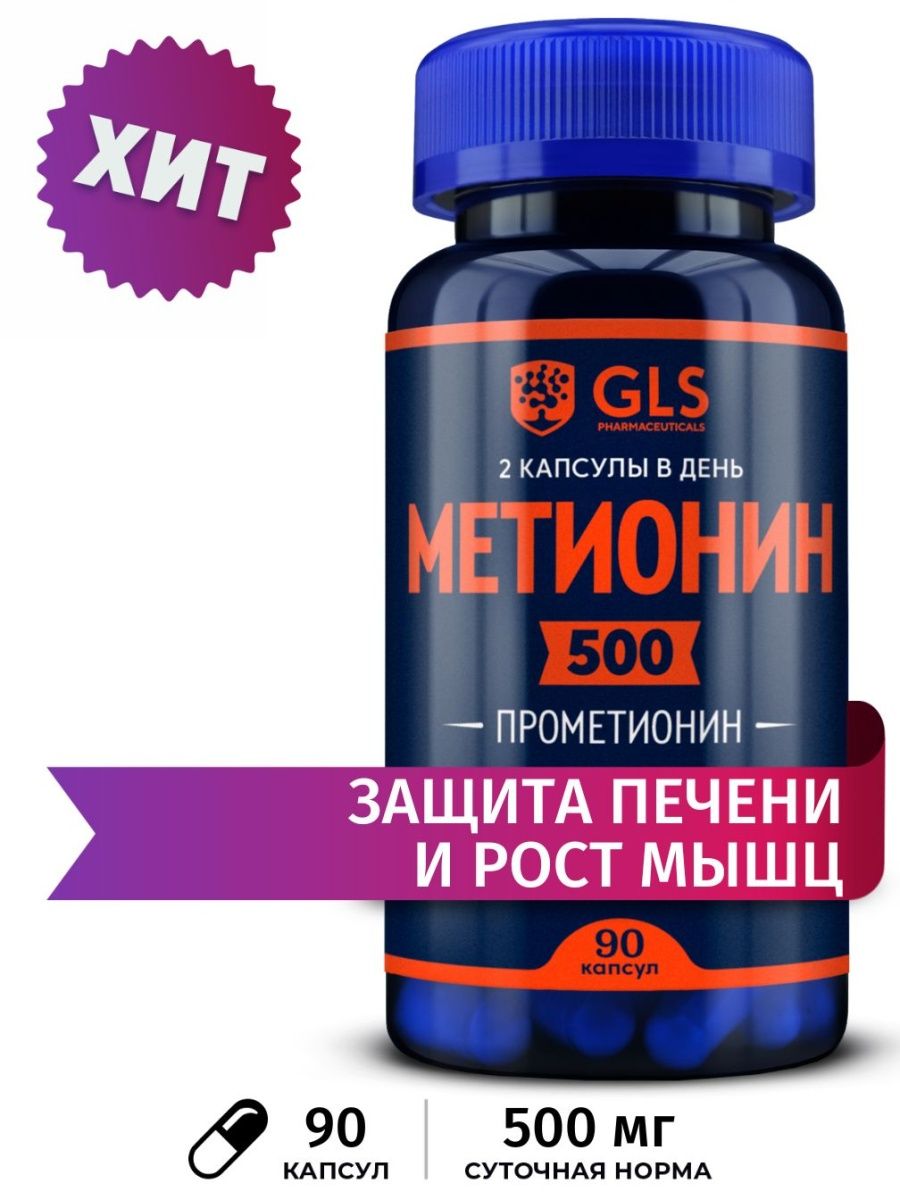 ХИТ
GLS
PHARMACEUTICALS
2 КАПСУЛЫ В ДЕНЬ
МЕТИОНИН
500
ПРОМЕТИОНИН
ЗАЩИТА ПЕЧЕНИ
И РОСТ МЫШЦ
90
капсул
90
КАПСУЛ
500 мг
СУТОЧНАЯ НОРМА